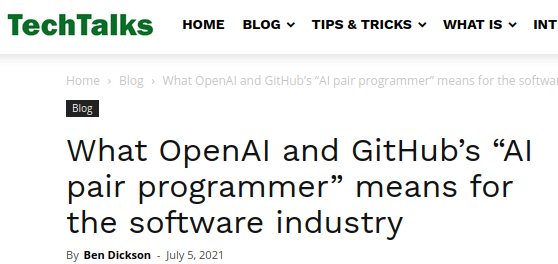 TechTalks HOME BLOG TIPS & TRICKS WHAT IS INT
Home › Blog › What OpenAI and GitHub’s “AI pair programmer” means for the softwa
Blog
What OpenAI and GitHub’s “AI
pair programmer” means for
the software industry
By Ben Dickson - July 5, 2021